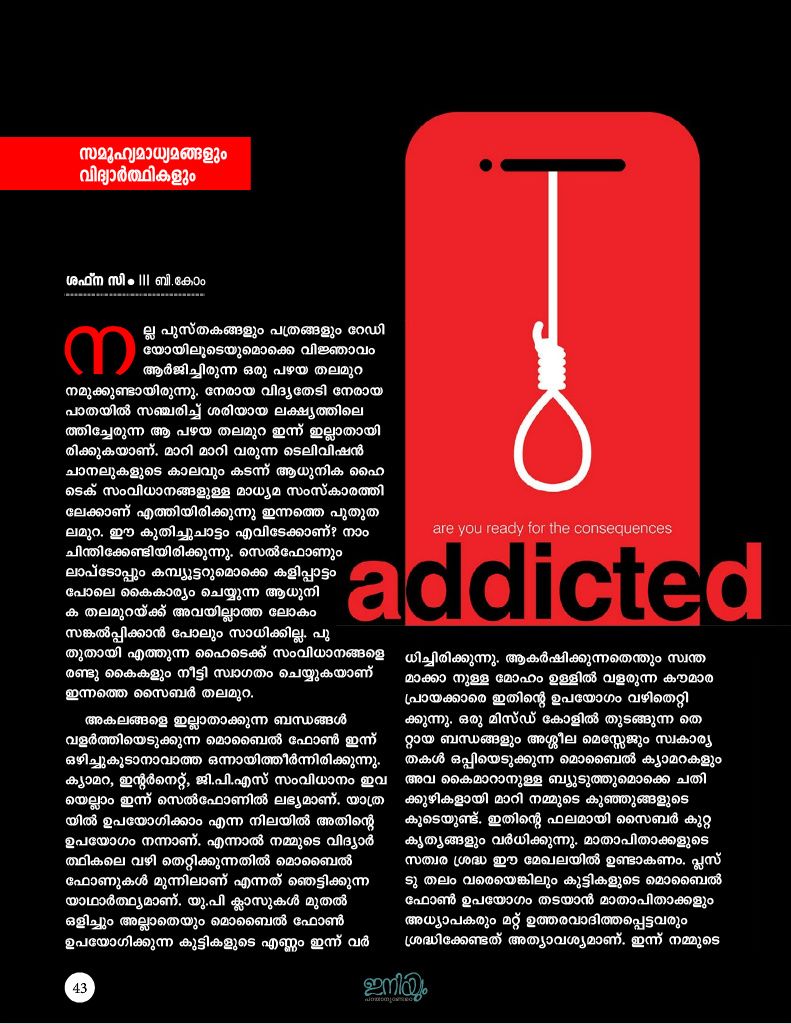 സമൂഹ്യമാധ്യമങ്ങളും
വിദ്യാർത്ഥികളും
ശഫ്ന സി ● III ബി.കോം
നല്ല പുസ്തകങ്ങളും പത്രങ്ങളും റേഡി
യോയിലൂടെയുമൊക്കെ വിജ്ഞാവം
ആർജിച്ചിരുന്ന ഒരു പഴയ തലമുറ
നമുക്കുണ്ടായിരുന്നു. നേരായ വിദ്യതേടി നേരായ
പാതയിൽ സഞ്ചരിച്ച് ശരിയായ ലക്ഷ്യത്തിലെ
ത്തിച്ചേരുന്ന ആ പഴയ തലമുറ ഇന്ന് ഇല്ലാതായി
രിക്കുകയാണ്. മാറി മാറി വരുന്ന ടെലിവിഷൻ
ചാനലുകളുടെ കാലവും കടന്ന് ആധുനിക ഹൈ
ടെക് സംവിധാനങ്ങളുള്ള മാധ്യമ സംസ്കാരത്തി
ലേക്കാണ് എത്തിയിരിക്കുന്നു ഇന്നത്തെ പുതുത
ലമുറ. ഈ കുതിച്ചുചാട്ടം എവിടേക്കാണ്? നാം
ചിന്തിക്കേണ്ടിയിരിക്കുന്നു. സെൽഫോണും
ലാപ്ടോപ്പും കമ്പ്യൂട്ടറുമൊക്കെ കളിപ്പാട്ടം
പോലെ കൈകാര്യം ചെയ്യുന്ന ആധുനി
ക തലമുറയ്ക്ക് അവയില്ലാത്ത ലോകം
സങ്കൽപ്പിക്കാൻ പോലും സാധിക്കില്ല. പു
തുതായി എത്തുന്ന ഹൈടെക്ക് സംവിധാനങ്ങളെ
രണ്ടു കൈകളും നീട്ടി സ്വാഗതം ചെയ്യുകയാണ്
ഇന്നത്തെ സൈബർ തലമുറ.
അകലങ്ങളെ ഇല്ലാതാക്കുന്ന ബന്ധങ്ങൾ
വളർത്തിയെടുക്കുന്ന മൊബൈൽ ഫോൺ ഇന്ന്
ഒഴിച്ചുകൂടാനാവാത്ത ഒന്നായിത്തീർന്നിരിക്കുന്നു.
ക്യാമറ, ഇന്റർനെറ്റ്, ജി.പി.എസ് സംവിധാനം ഇവ
യെല്ലാം ഇന്ന് സെൽഫോണിൽ ലഭ്യമാണ്. യാത്ര
യിൽ ഉപയോഗിക്കാം എന്ന നിലയിൽ അതിന്റെ
ഉപയോഗം നന്നാണ്. എന്നാൽ നമ്മുടെ വിദ്യാർ
ത്ഥികലെ വഴി തെറ്റിക്കുന്നതിൽ മൊബൈൽ
ഫോണുകൾ മുന്നിലാണ് എന്നത് ഞെട്ടിക്കുന്ന
യാഥാർത്ഥ്യമാണ്. യു.പി ക്ലാസുകൾ മുതൽ
ഒളിച്ചും അല്ലാതെയും മൊബൈൽ ഫോൺ
ഉപയോഗിക്കുന്ന കുട്ടികളുടെ എണ്ണം ഇന്ന് വർ
are you ready for the consequences
addicted
ധിച്ചിരിക്കുന്നു. ആകർഷിക്കുന്നതെന്തും സ്വന്ത
മാക്കാ നുള്ള മോഹം ഉള്ളിൽ വളരുന്ന കൗമാര
പ്രായക്കാരെ ഇതിന്റെ ഉപയോഗം വഴിതെറ്റി
ക്കുന്നു. ഒരു മിസ്ഡ് കോളിൽ തുടങ്ങുന്ന തെ
റ്റായ ബന്ധങ്ങളും അശ്ലീല മെസ്സേജും സ്വകാര്യ
തകൾ ഒപ്പിയെടുക്കുന്ന മൊബൈൽ ക്യാമറകളും
അവ കൈമാറാനുള്ള ബ്യൂടുത്തുമൊക്കെ ചതി
ക്കുഴികളായി മാറി നമ്മുടെ കുഞ്ഞുങ്ങളുടെ
കൂടെയുണ്ട്. ഇതിന്റെ ഫലമായി സൈബർ കുറ്റ
കൃത്യങ്ങളും വർധിക്കുന്നു. മാതാപിതാക്കളുടെ
സത്വര ശ്രദ്ധ ഈ മേഖലയിൽ ഉണ്ടാകണം. പ്ലസ്
ടു തലം വരെയെങ്കിലും കുട്ടികളുടെ മൊബൈൽ
ഫോൺ ഉപയോഗം തടയാൻ മാതാപിതാക്കളും
അധ്യാപകരും മറ്റ് ഉത്തരവാദിത്തപ്പെട്ടവരും
ശ്രദ്ധിക്കേണ്ടത് അത്യാവശ്യമാണ്. ഇന്ന് നമ്മുടെ
43
ഇനിയും
പറയാനുണ്ടേറെ